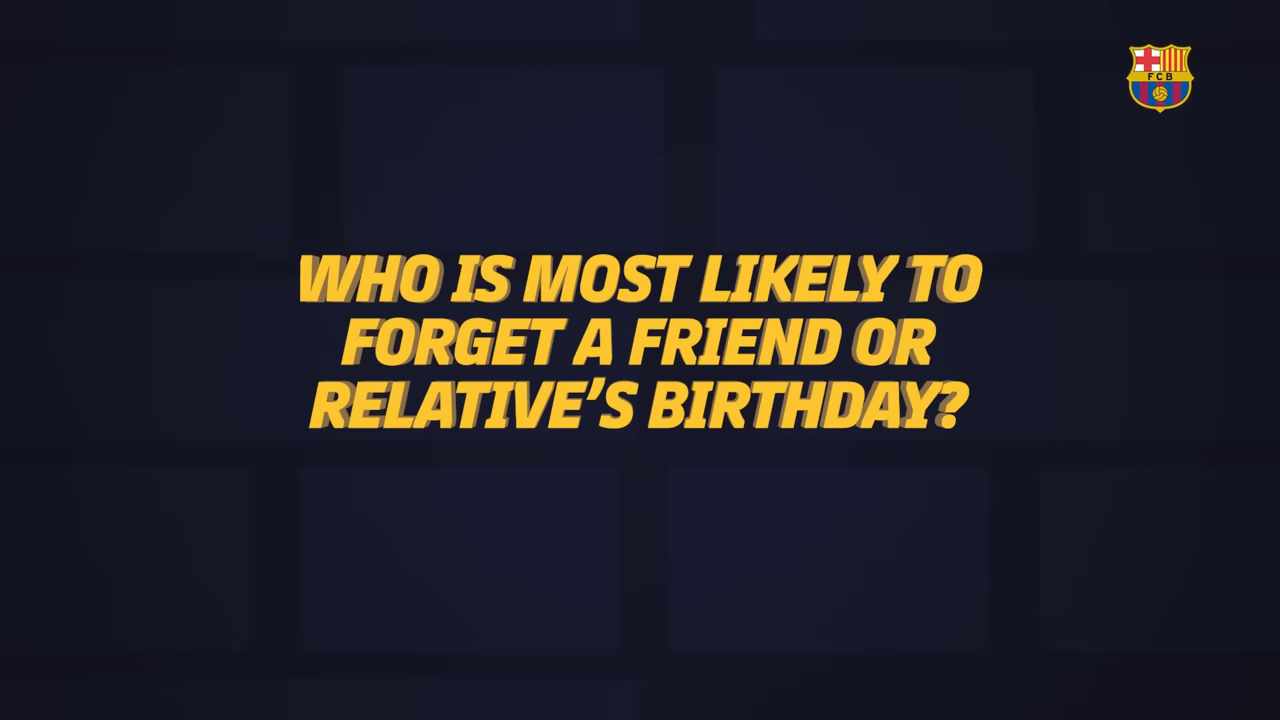 FCB
WHO IS MOST LIKELY TO
FORGET A FRIEND OR
RELATIVE’S BIRTHDAY?